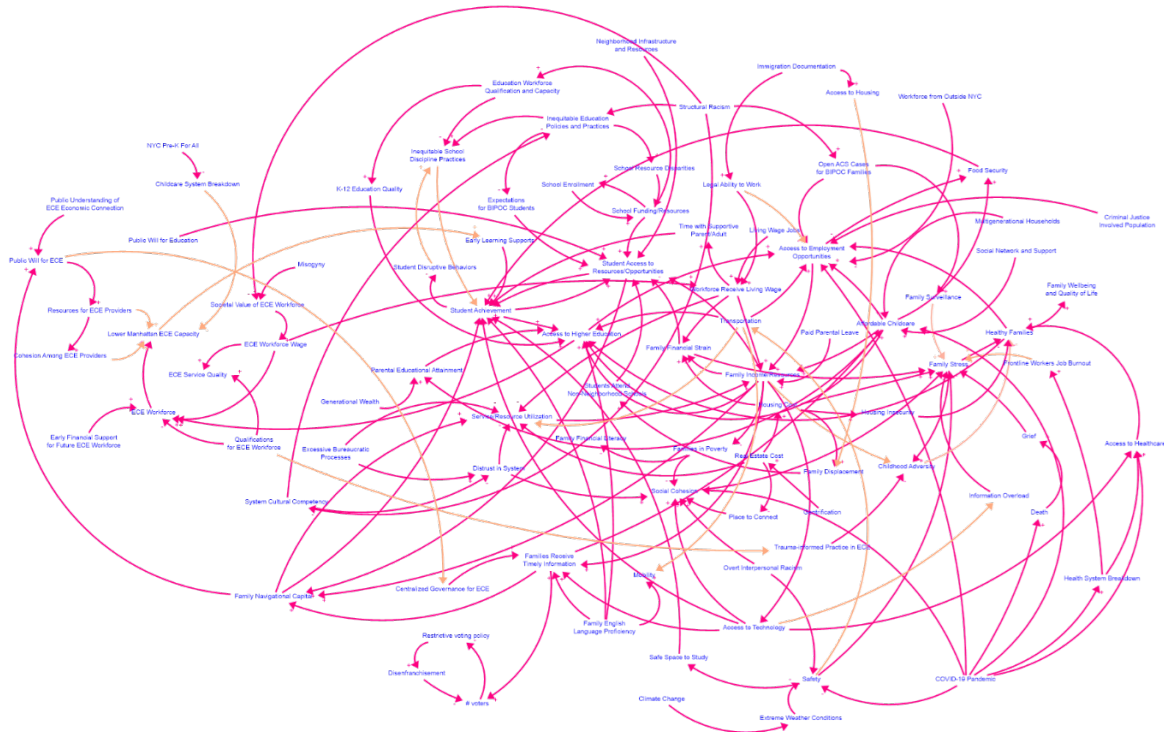 Neighborhood Infrastructure
and Resources
Immigration Documentation
Education Workforce
Qualification and Capacity
Access to Housing
Workforce from Outside NYC
Structural Racism
Inequitable Education
Policies and Practices
NYC Pre-K For All
Inequitable School
Discipline Practices
Open ACS Cases
for BIPOC Families
Food Security
School Resource Disparities
Childcare System Breakdown
K-12 Education Quality
School Enrollment
Legal Ability to Work
Public Understanding of
ECE Economic Connection
Expectations
for BIPOC Students
School Funding/Resources
Multigenerational Households
Criminal Justice
Involved Population
Time with Supportive
Parent/Adult
Living Wage Jobs
Public Will for Education
Early Learning Supports
Access to Employment
Opportunities
Social Network and Support
Public Will for ECE
Misogyny
Student Disruptive Behaviors
Student Access to
Resources/Opportunities
Workforce Receive Living Wage
Family Surveillance
Family Wellbeing
and Quality of Life
Societal Value of ECE Workforce
Resources for ECE Providers
Student Achievement
Transportation
Affordable Childcare
Lower Manhattan ECE Capacity
Access to Higher Education
Paid Parental Leave
Healthy Families
ECE Workforce Wage
Family Financial Strain
Cohesion Among ECE Providers
Parental Educational Attainment
Family Stress
Frontline Workers Job Burnout
ECE Service Quality
Family Income/Resources
Students Attend
Non-Neighborhood Schools
Generational Wealth
Housing Cost
ECE Workforce
Service/Resource Utilization
Housing Insecurity
Early Financial Support
for Future ECE Workforce
Qualifications
for ECE Workforce
Family Financial Literacy
Grief
Excessive Bureaucratic
Processes
Families in Poverty
Access to Healthcare
Real Estate Cost
Distrust in System
Family Displacement
Childhood Adversity
System Cultural Competency
Social Cohesion
Information Overload
Place to Connect
Gentrification
Death
Trauma-informed Practice in ECE
Families Receive
Timely Information
Overt Interpersonal Racism
Mobility
Health System Breakdown
Centralized Governance for ECE
Family Navigational Capital
Family English
Language Proficiency
Access to Technology
Restrictive voting policy
Safe Space to Study
Disenfranchisement
Safety
COVID-19 Pandemic
# voters
Climate Change
Extreme Weather Conditions